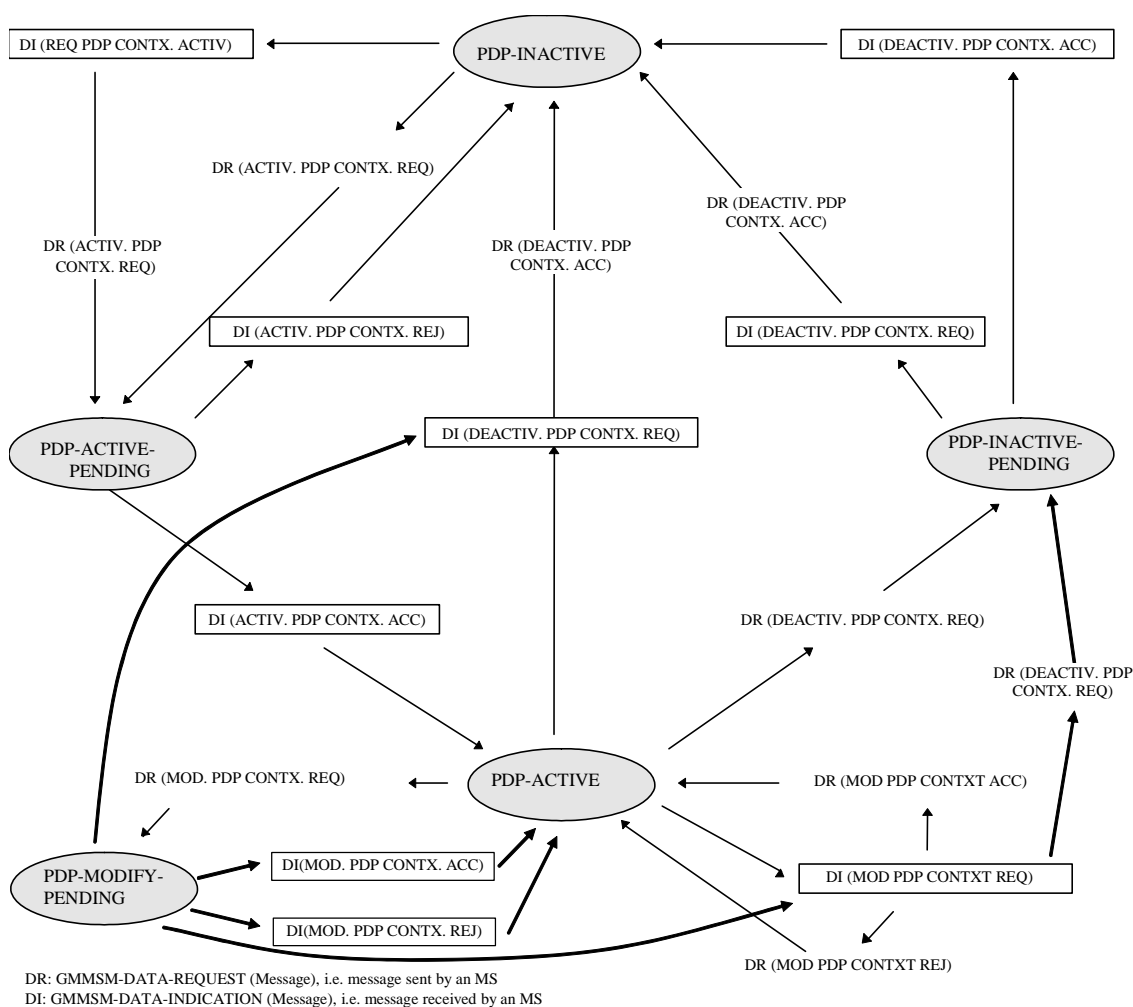 DI (REQ PDP CONTX. ACTIV)
PDP-INACTIVE
DI (DEACTIV. PDP CONTX. ACC)
DR (ACTIV. PDP CONTX. REQ)
DR (DEACTIV. PDP
CONTX. ACC)
DR (ACTIV. PDP
CONTX. REQ)
DR (DEACTIV. PDP
CONTX. ACC)
DI (ACTIV. PDP CONTX. REJ)
DI (DEACTIV. PDP CONTX. REQ)
PDP-ACTIVE-
PENDING
DI (DEACTIV. PDP CONTX. REQ)
PDP-INACTIVE-
PENDING
DI (ACTIV. PDP CONTX. ACC)
DR (DEACTIV. PDP CONTX. REQ)
DR (DEACTIV. PDP
CONTX. REQ)
DR (MOD. PDP CONTX. REQ)
PDP-ACTIVE
DR (MOD PDP CONTXT ACC)
PDP-MODIFY-
PENDING
DI(MOD. PDP CONTX. ACC)
DI (MOD PDP CONTXT REQ)
DI(MOD. PDP CONTX. REJ)
DR (MOD PDP CONTXT REJ)
DR: GMMSM-DATA-REQUEST (Message), i.e. message sent by an MS
DI: GMMSM-DATA-INDICATION (Message), i.e. message received by an MS